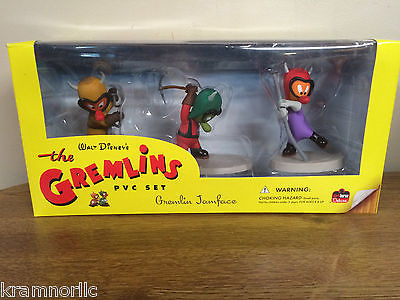 Walt Disney's
the
GREMLINS
PVC SET
Gremlin Jamface
WARNING:
CHOKING HAZARD
kramnorllc